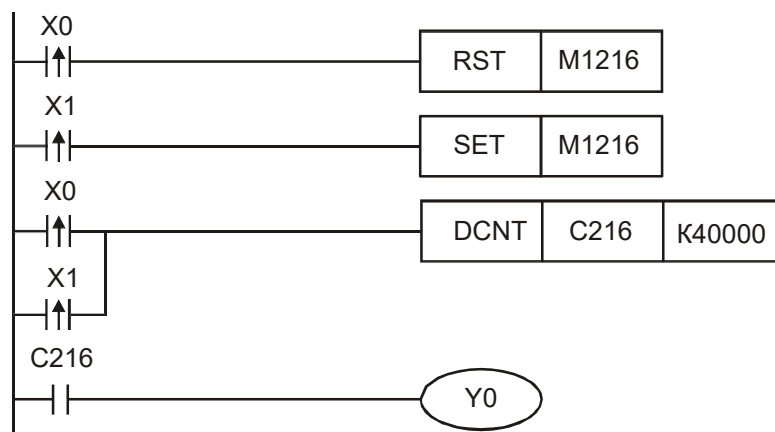 X0
RST M1216
X1
SET M1216
X0
DCNT C216 K40000
X1
C216
Y0